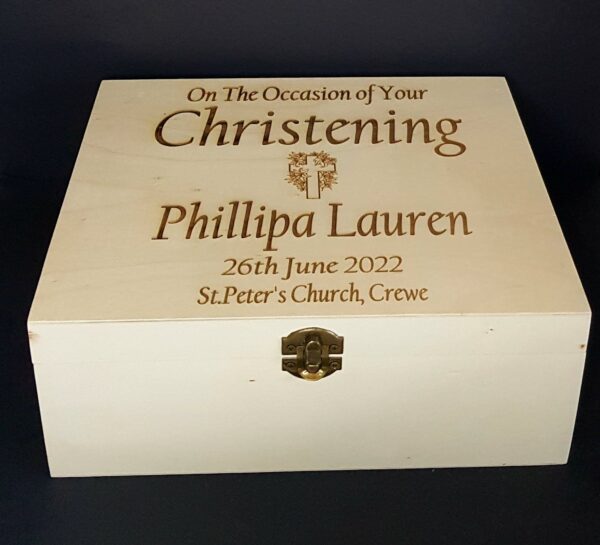 On The Occasion of Your
Christening
Phillipa Lauren
26th June 2022
St.Peter's Church, Crewe